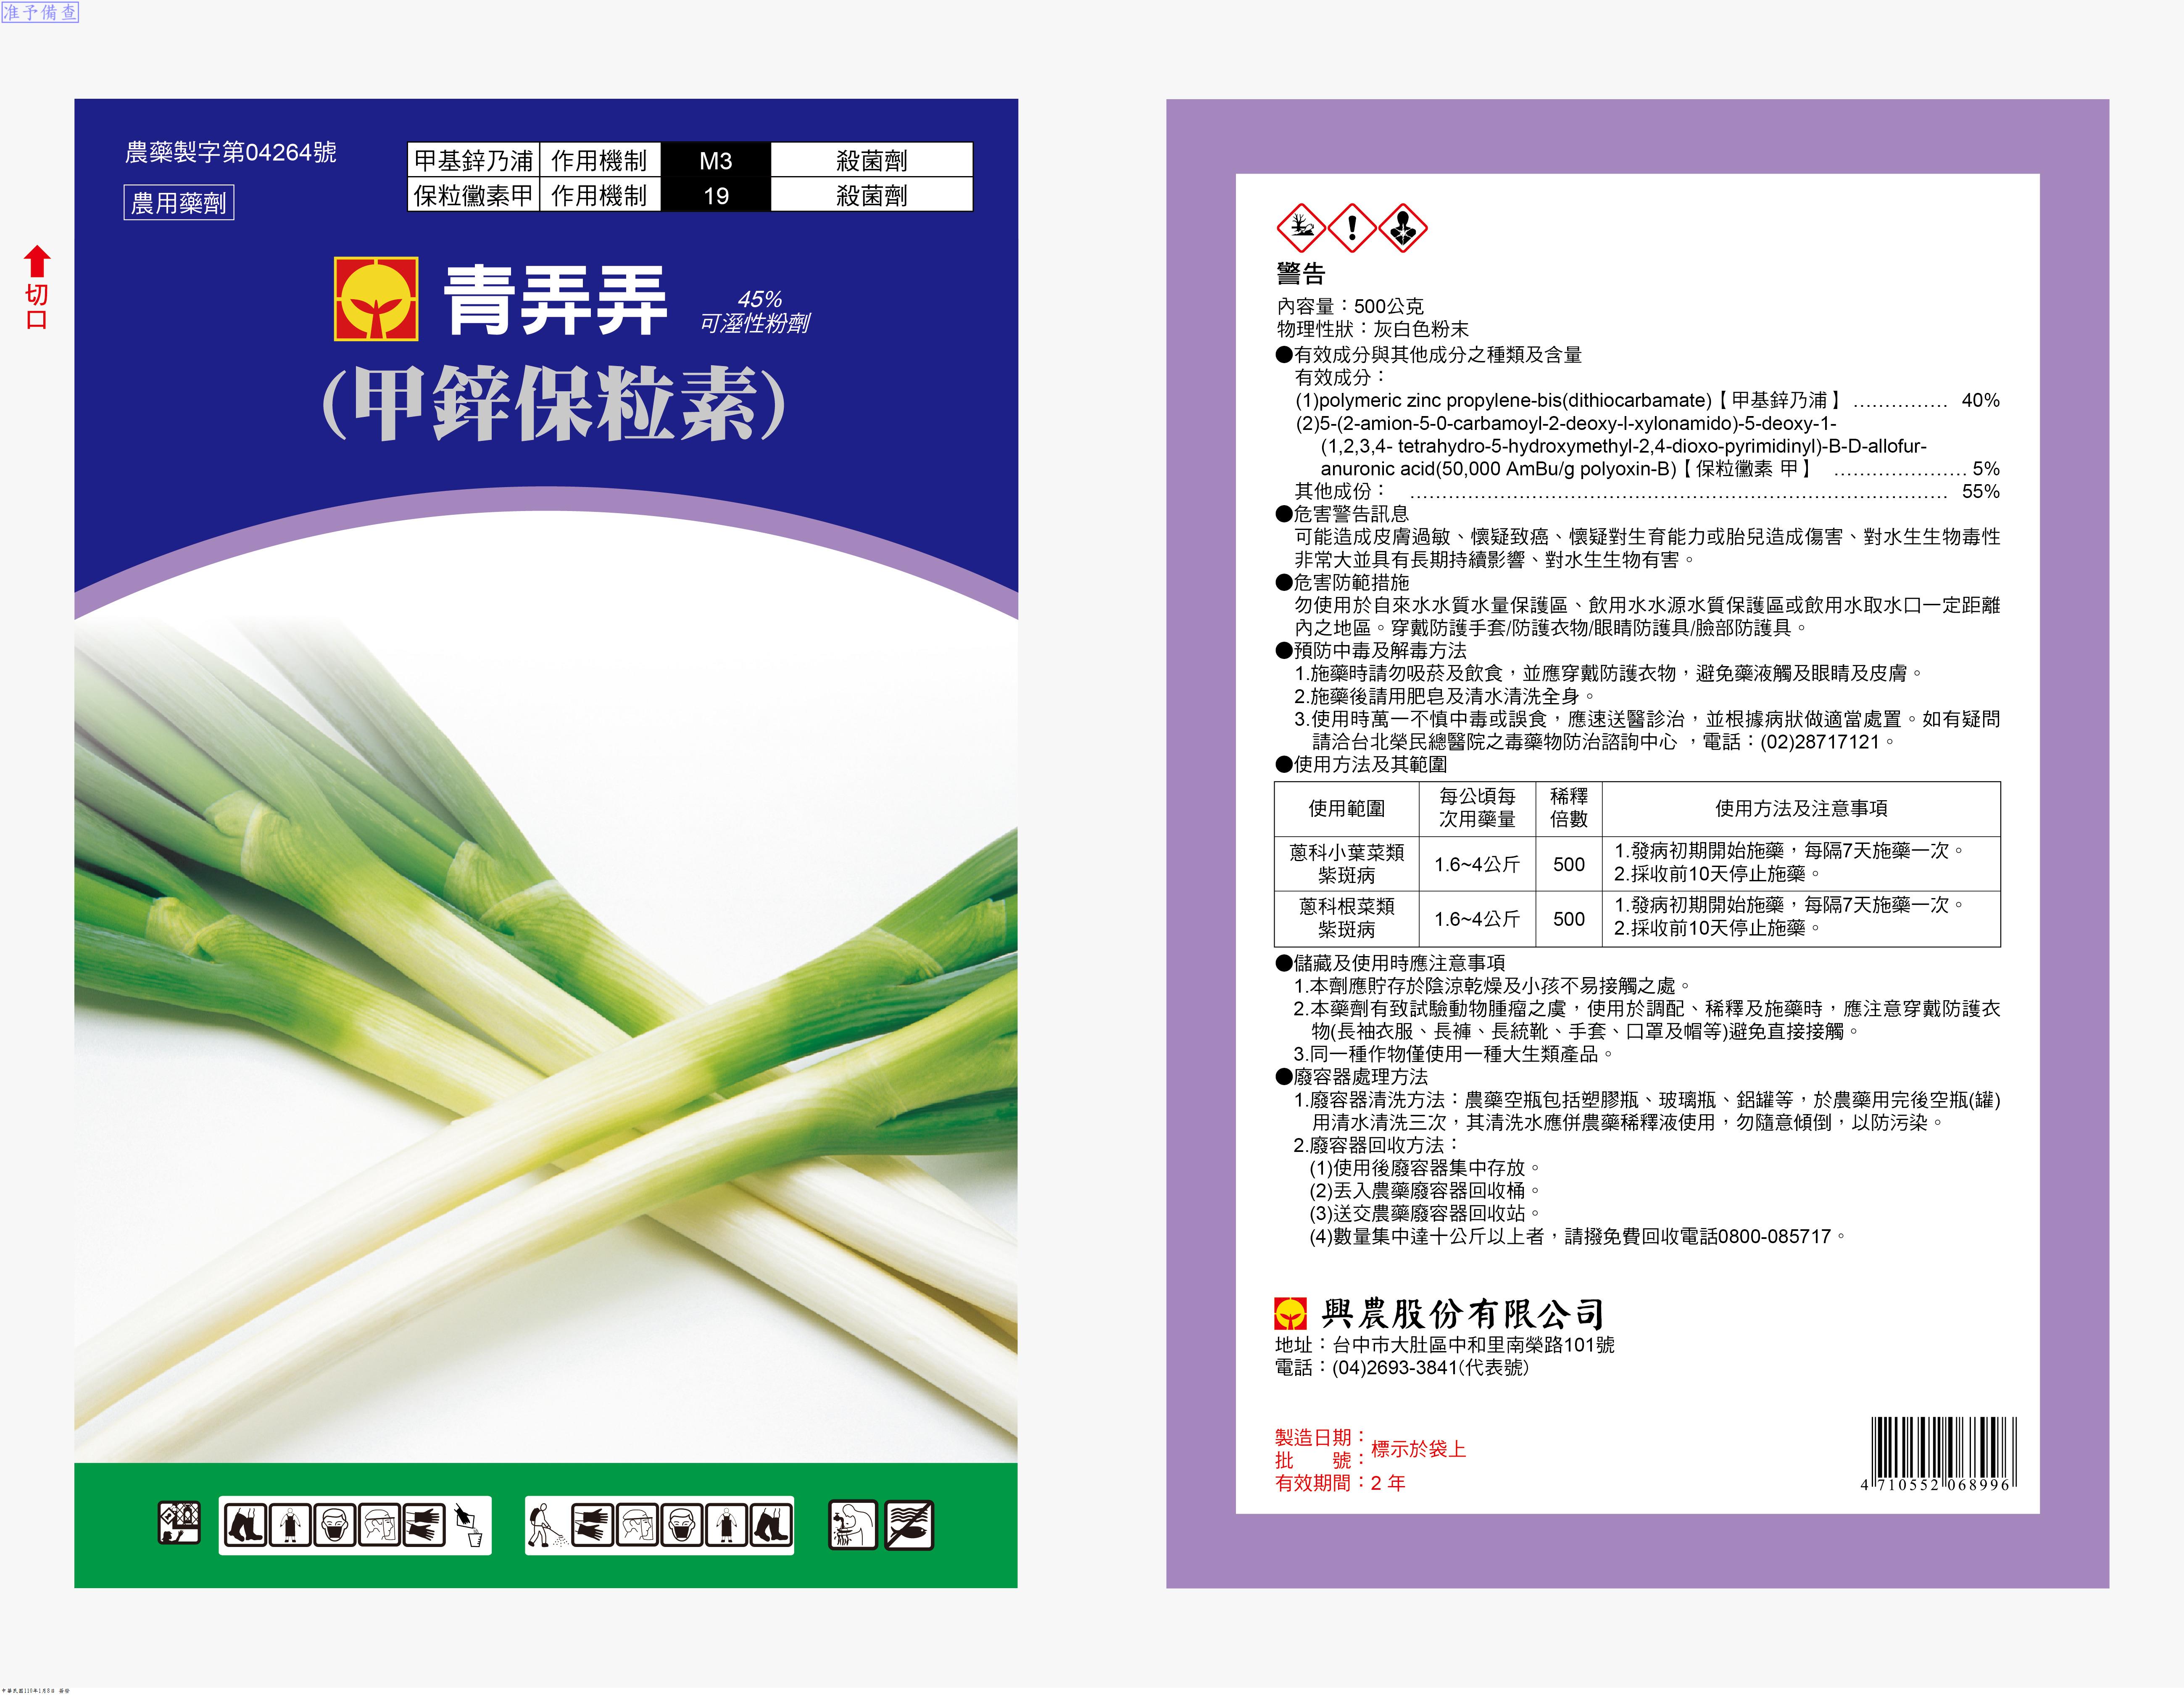 准予備查
農藥製字第04264號
農用藥劑
甲基鋅乃浦 作用機制 M3 殺菌劑
保粒黴素甲 作用機制 19 殺菌劑
切口
青弄弄
45%
可溼性粉劑
(甲鋅保粒素)
警告
內容量：500公克
物理性狀：灰白色粉末
●有效成分與其他成分之種類及含量
有效成分：
(1)polymeric zinc propylene-bis(dithiocarbamate)【甲基鋅乃浦】 ............... 40%
(2)5-(2-amion-5-0-carbamoyl-2-deoxy-l-xylonamido)-5-deoxy-1-
(1,2,3,4- tetrahydro-5-hydroxymethyl-2,4-dioxo-pyrimidinyl)-B-D-allofur-
anuronic acid(50,000 AmBu/g polyoxin-B)【保粒黴素 甲】 ..................... 5%
其他成份： .................................................................................... 55%
●危害警告訊息
可能造成皮膚過敏、懷疑致癌、懷疑對生育能力或胎兒造成傷害、對水生生物毒性
非常大並具有長期持續影響、對水生生物有害。
●危害防範措施
勿使用於自來水水質水量保護區、飲用水水源水質保護區或飲用水取水口一定距離
內之地區。穿戴防護手套/防護衣物/眼睛防護具/臉部防護具。
●預防中毒及解毒方法
1.施藥時請勿吸菸及飲食，並應穿戴防護衣物，避免藥液觸及眼睛及皮膚。
2.施藥後請用肥皂及清水清洗全身。
3.使用時萬一不慎中毒或誤食，應速送醫診治，並根據病狀做適當處置。如有疑問
請洽台北榮民總醫院之毒藥物防治諮詢中心 ，電話：(02)28717121。
●使用方法及其範圍
使用範圍 每公頃每次用藥量 稀釋倍數 使用方法及注意事項
蔥科小葉菜類紫斑病 1.6~4公斤 500 1.發病初期開始施藥，每隔7天施藥一次。
2.採收前10天停止施藥。
蔥科根菜類紫斑病 1.6~4公斤 500 1.發病初期開始施藥，每隔7天施藥一次。
2.採收前10天停止施藥。
●儲藏及使用時應注意事項
1.本劑應貯存於陰涼乾燥及小孩不易接觸之處。
2.本藥劑有致試驗動物腫瘤之虞，使用於調配、稀釋及施藥時，應注意穿戴防護衣
物(長袖衣服、長褲、長統靴、手套、口罩及帽等)避免直接接觸。
3.同一種作物僅使用一種大生類產品。
●廢容器處理方法
1.廢容器清洗方法：農藥空瓶包括塑膠瓶、玻璃瓶、鋁罐等，於農藥用完後空瓶(罐)
用清水清洗三次，其清洗水應併農藥稀釋液使用，勿隨意傾倒，以防污染。
2.廢容器回收方法：
(1)使用後廢容器集中存放。
(2)丟入農藥廢容器回收桶。
(3)送交農藥廢容器回收站。
(4)數量集中達十公斤以上者，請撥免費回收電話0800-085717。
興農股份有限公司
地址：台中市大肚區中和里南榮路101號
電話：(04)2693-3841(代表號)
製造日期：
批　　號：標示於袋上
有效期間：2 年
4 710552 068996